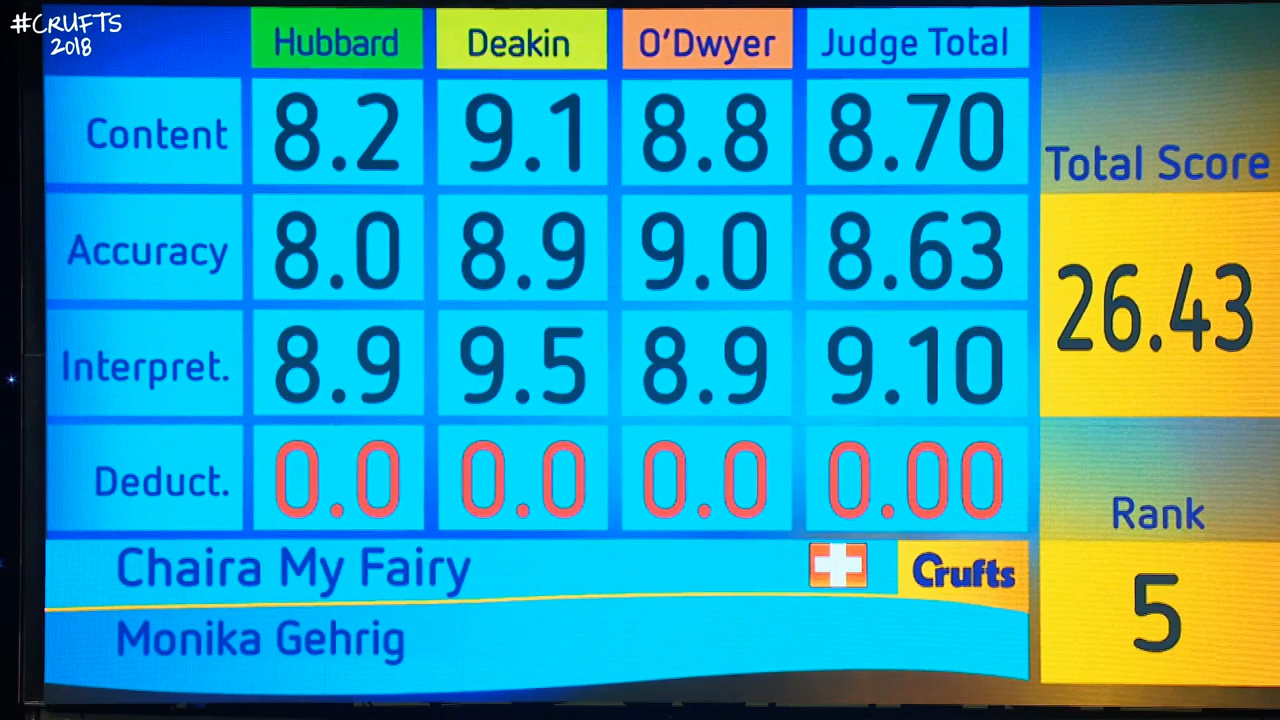 #CRUFTS
2018
Hubbard Deakin O'Dwyer Judge Total
Content 8.2 9.1 8.8 8.70
Total Score
Accuracy 8.0 8.9 9.0 8.63
26.43
Interpret. 8.9 9.5 8.9 9.10
Deduct. 0.0 0.0 0.0 0.00
Rank
5
Chaira My Fairy
Crufts
Monika Gehrig